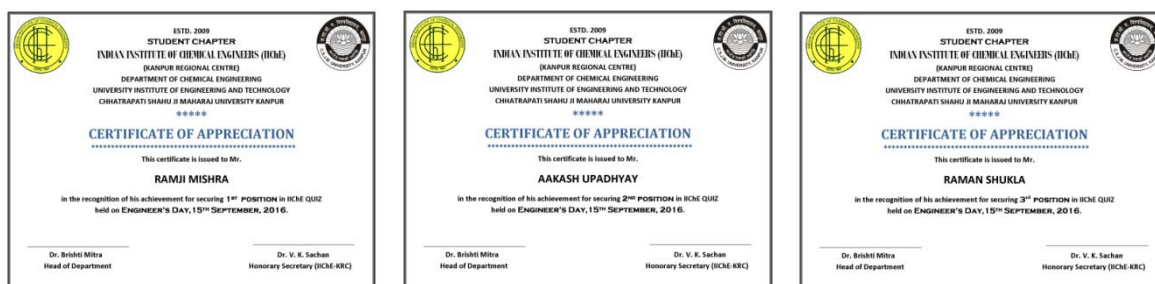 ESTD. 2009
STUDENT CHAPTER
INDIAN INSTITUTE OF CHEMICAL ENGINEERS (IIChE)
(KANPUR REGIONAL CENTRE)
DEPARTMENT OF CHEMICAL ENGINEERING
UNIVERSITY INSTITUTE OF ENGINEERING AND TECHNOLOGY
CHHATRAPATI SHAHU JI MAHARAJ UNIVERSITY KANPUR
*****
CERTIFICATE OF APPRECIATION
This certificate is issued to Mr.
RAMJI MISHRA
in the recognition of his achievement for securing 1ST POSITION in IIChE QUIZ
held on ENGINEER'S DAY, 15TH SEPTEMBER, 2016.
Dr. Brishti Mitra
Head of Department
Dr. V. K. Sachan
Honorary Secretary (IIChE-KRC)
ESTD. 2009
STUDENT CHAPTER
INDIAN INSTITUTE OF CHEMICAL ENGINEERS (IIChE)
(KANPUR REGIONAL CENTRE)
DEPARTMENT OF CHEMICAL ENGINEERING
UNIVERSITY INSTITUTE OF ENGINEERING AND TECHNOLOGY
CHHATRAPATI SHAHU JI MAHARAJ UNIVERSITY KANPUR
*****
CERTIFICATE OF APPRECIATION
This certificate is issued to Mr.
AAKASH UPADHYAY
in the recognition of his achievement for securing 2ND POSITION in IIChE QUIZ
held on ENGINEER'S DAY, 15TH SEPTEMBER, 2016.
Dr. Brishti Mitra
Head of Department
Dr. V. K. Sachan
Honorary Secretary (IIChE-KRC)
ESTD. 2009
STUDENT CHAPTER
INDIAN INSTITUTE OF CHEMICAL ENGINEERS (IIChE)
(KANPUR REGIONAL CENTRE)
DEPARTMENT OF CHEMICAL ENGINEERING
UNIVERSITY INSTITUTE OF ENGINEERING AND TECHNOLOGY
CHHATRAPATI SHAHU JI MAHARAJ UNIVERSITY KANPUR
*****
CERTIFICATE OF APPRECIATION
This certificate is issued to Mr.
RAMAN SHUKLA
in the recognition of his achievement for securing 3rd POSITION in IIChE QUIZ
held on ENGINEER'S DAY, 15TH SEPTEMBER, 2016.
Dr. Brishti Mitra
Head of Department
Dr. V. K. Sachan
Honorary Secretary (IIChE-KRC)